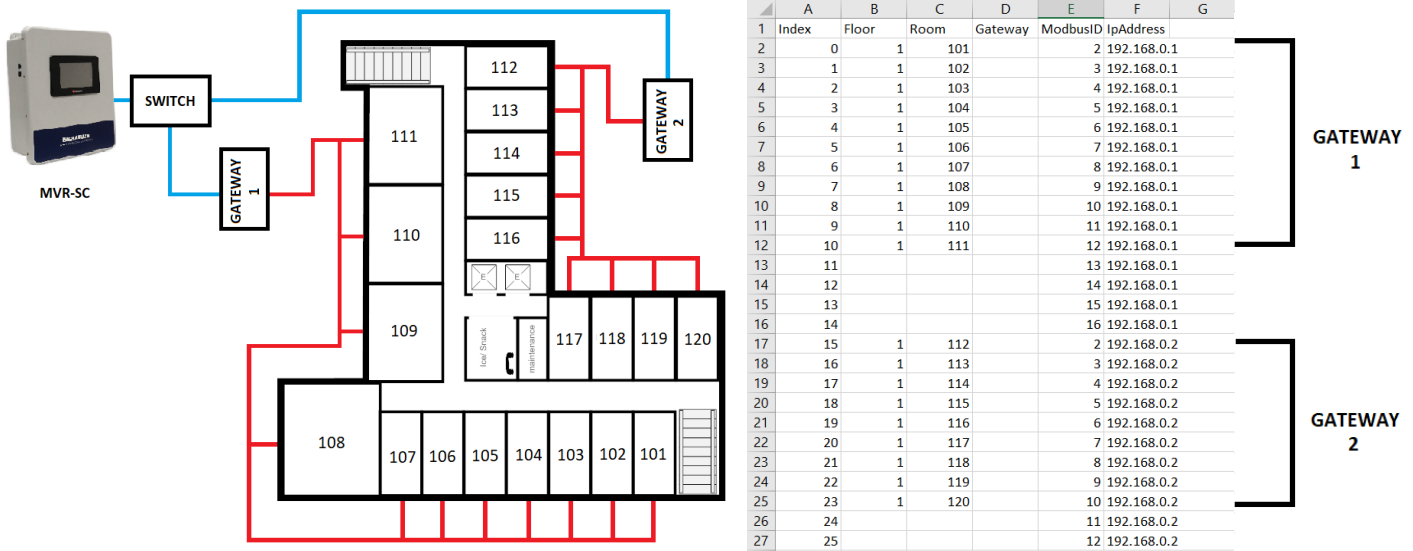 SWITCH
MVR-SC
GATEWAY 1
GATEWAY 2
112
113
114
115
116
111
110
109
E
E
Ice/ Snack
maintenance
117
118
119
120
108
107
106
105
104
103
102
101
A B C D E F G
1 Index Floor Room Gateway ModbusID IpAddress
2 0 1 101 2 192.168.0.1
3 1 1 102 3 192.168.0.1
4 2 1 103 4 192.168.0.1
5 3 1 104 5 192.168.0.1
6 4 1 105 6 192.168.0.1
7 5 1 106 7 192.168.0.1
8 6 1 107 8 192.168.0.1
9 7 1 108 9 192.168.0.1
10 8 1 109 10 192.168.0.1
11 9 1 110 11 192.168.0.1
12 10 1 111 12 192.168.0.1
13 11 13 192.168.0.1
14 12 14 192.168.0.1
15 13 15 192.168.0.1
16 14 16 192.168.0.1
17 15 1 112 2 192.168.0.2
18 16 1 113 3 192.168.0.2
19 17 1 114 4 192.168.0.2
20 18 1 115 5 192.168.0.2
21 19 1 116 6 192.168.0.2
22 20 1 117 7 192.168.0.2
23 21 1 118 8 192.168.0.2
24 22 1 119 9 192.168.0.2
25 23 1 120 10 192.168.0.2
26 24 11 192.168.0.2
27 25 12 192.168.0.2
GATEWAY
1
GATEWAY
2